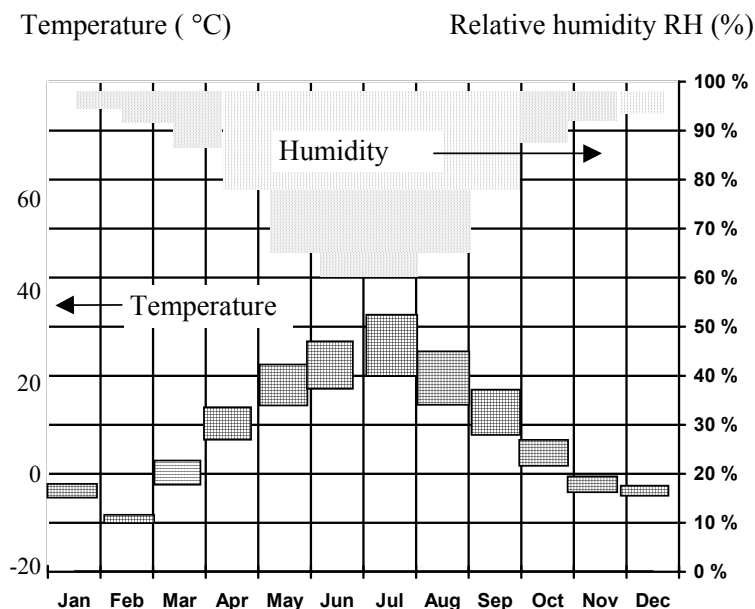 Temperature ( °C) Relative humidity RH (%)
100 %
90 %
Humidity
60 80 %
70 %
40 60 %
Temperature
50 %
20 40 %
30 %
0 20 %
10 %
-20 0 %
Jan Feb Mar Apr May Jun Jul Aug Sep Oct Nov Dec